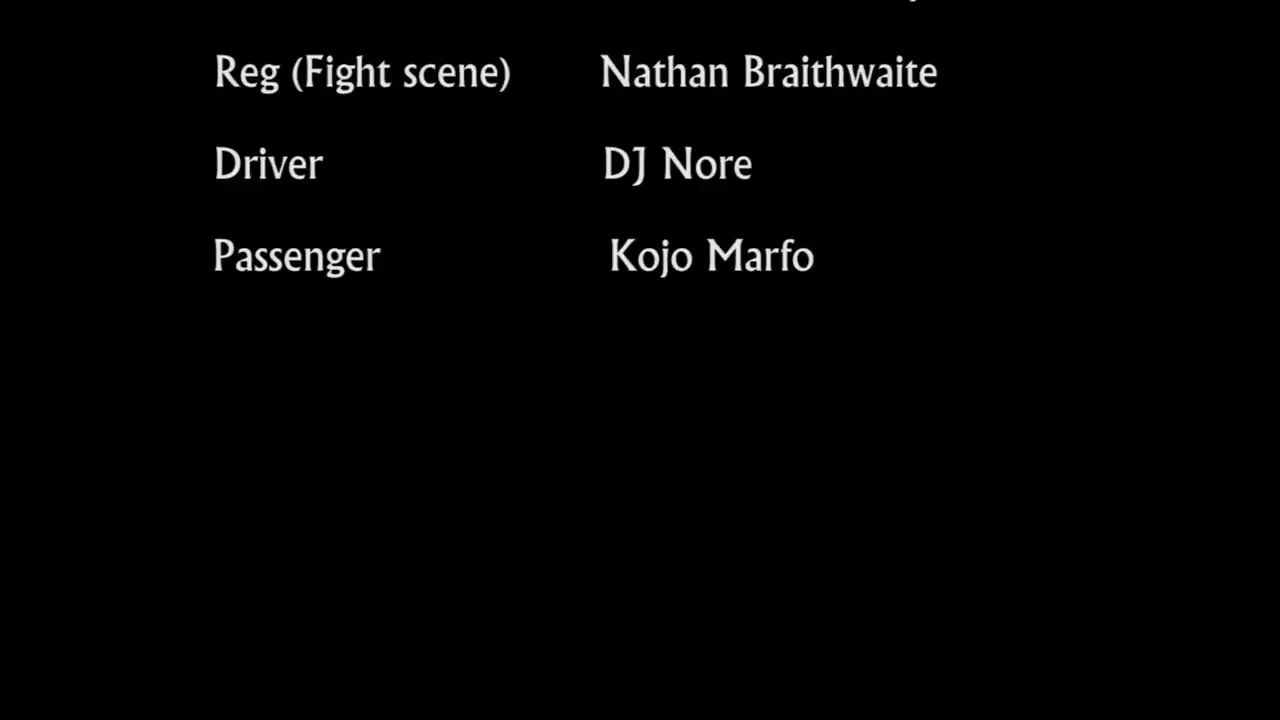 Reg (Fight scene) Nathan Braithwaite
Driver DJ Nore
Passenger Kojo Marfo